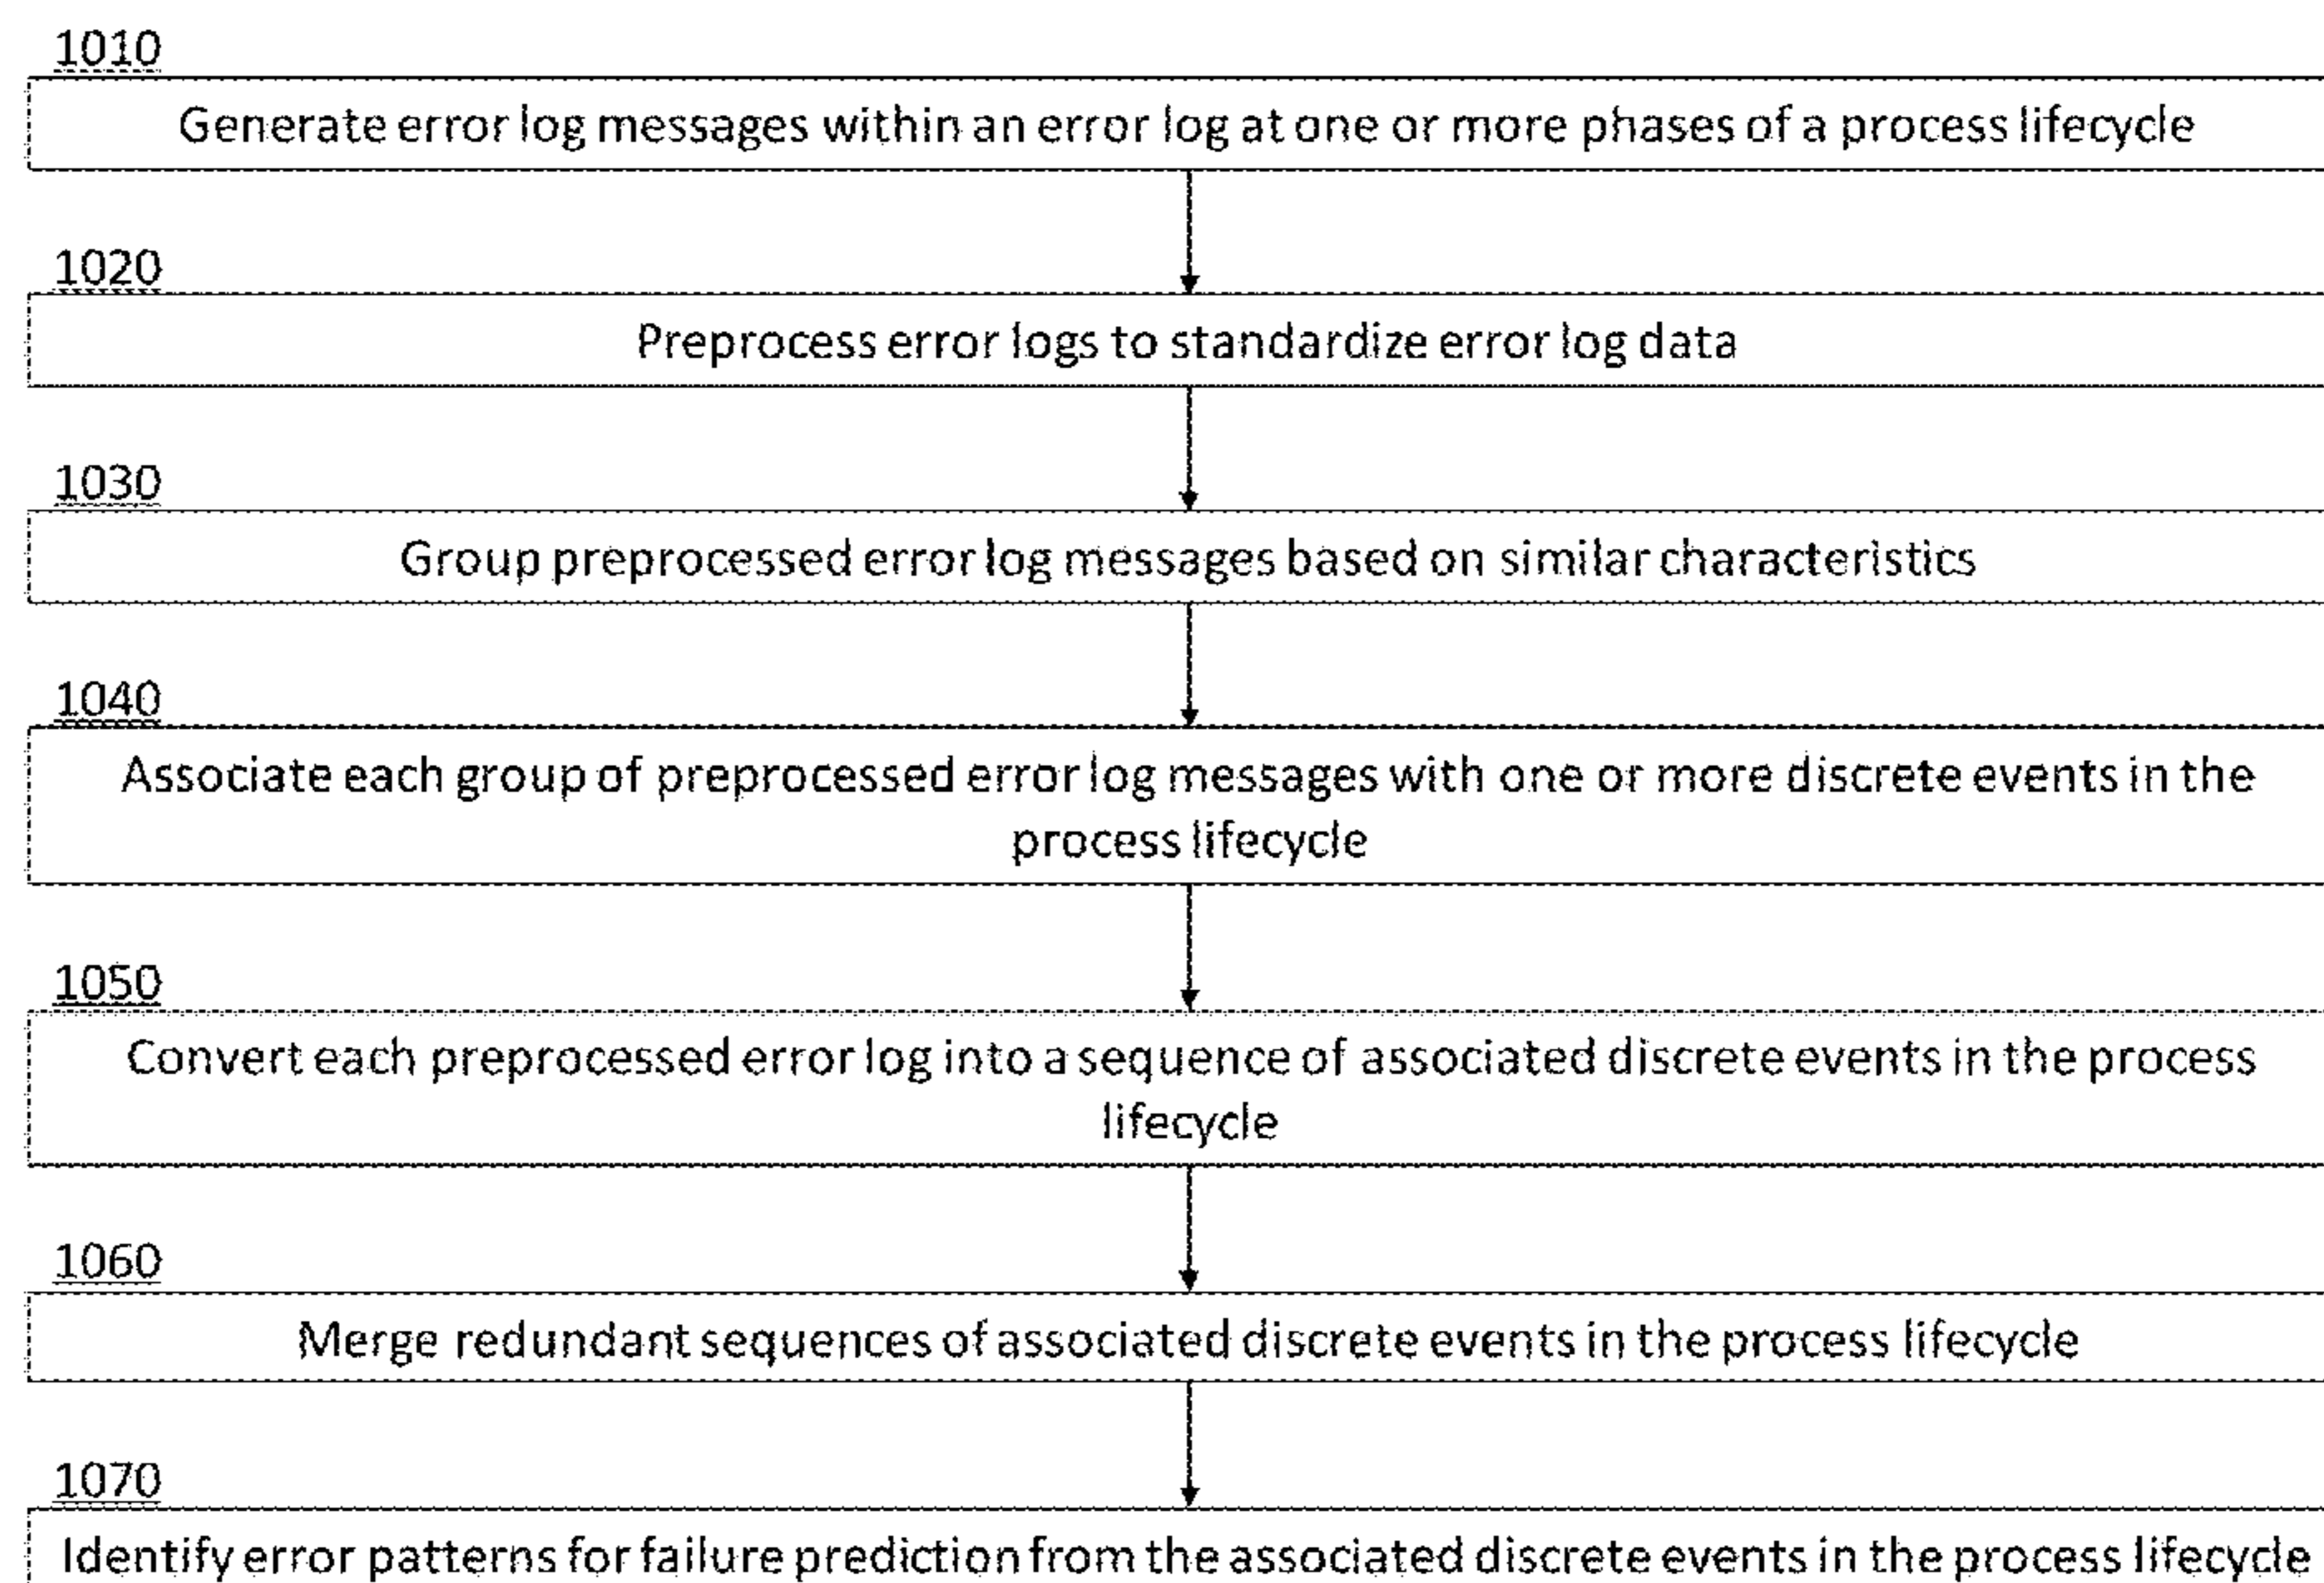 1010
Generate error log messages within an error log at one or more phases of a process lifecycle
1020
Preprocess error logs to standardize error log data
1030
Group preprocessed error log messages based on similar characteristics
1040
Associate each group of preprocessed error log messages with one or more discrete events in the
process lifecycle
1050
Convert each preprocessed error log into a sequence of associated discrete events in the process
lifecycle
1060
Merge redundant sequences of associated discrete events in the process lifecycle
1070
Identify error patterns for failure prediction from the associated discrete events in the process lifecycle